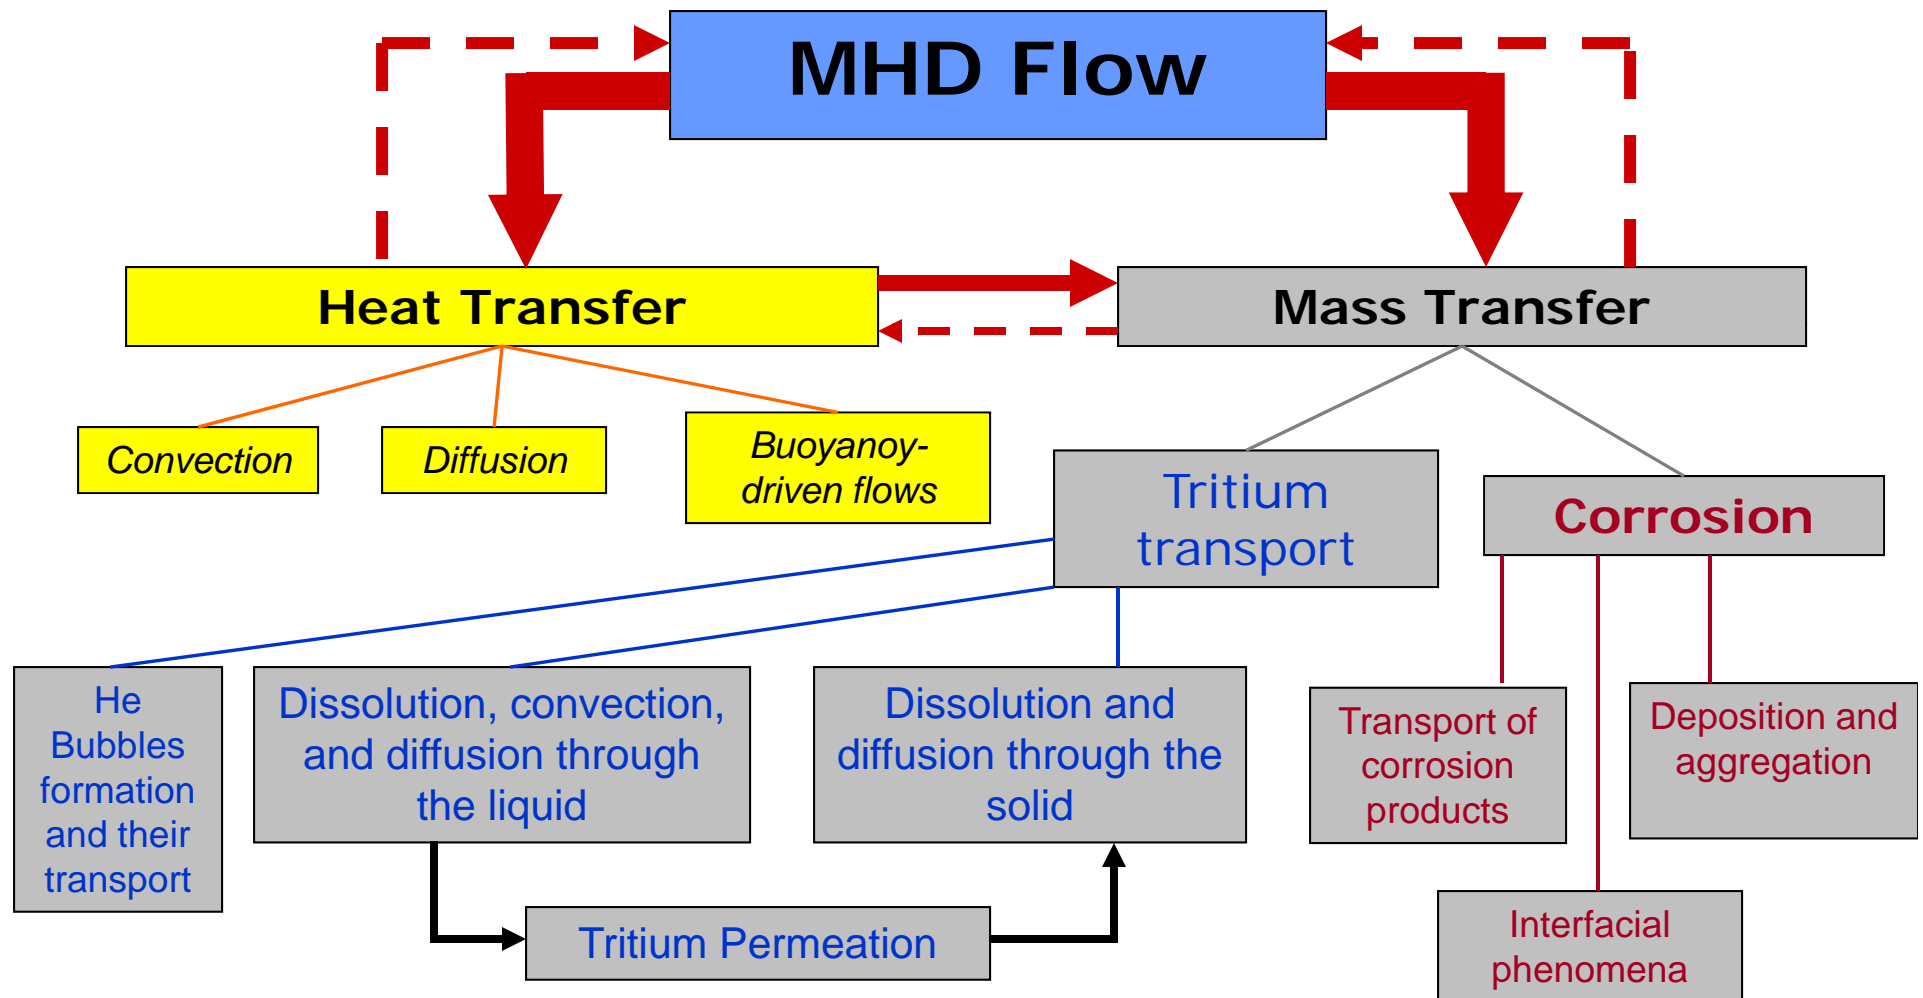 MHD Flow
Heat Transfer
Mass Transfer
Convection
Diffusion
Buoyanoy-
driven flows
Tritium
transport
Corrosion
He
Bubbles
formation
and their
transport
Dissolution, convection,
and diffusion through
the liquid
Dissolution and
diffusion through the
solid
Transport of
corrosion
products
Deposition and
aggregation
Tritium Permeation
Interfacial
phenomena